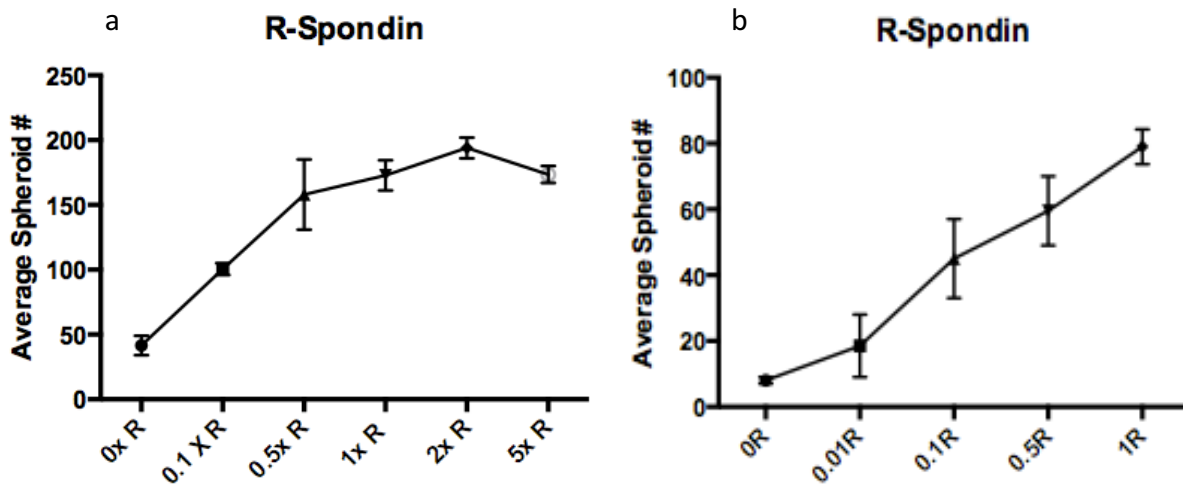 a
R-Spondin
Average Spheroid #
250
200
150
100
50
0
0x R
0.1 X R
0.5x R
1x R
2x R
5x R
b
R-Spondin
Average Spheroid #
100
80
60
40
20
0
0R
0.01R
0.1R
0.5R
1R